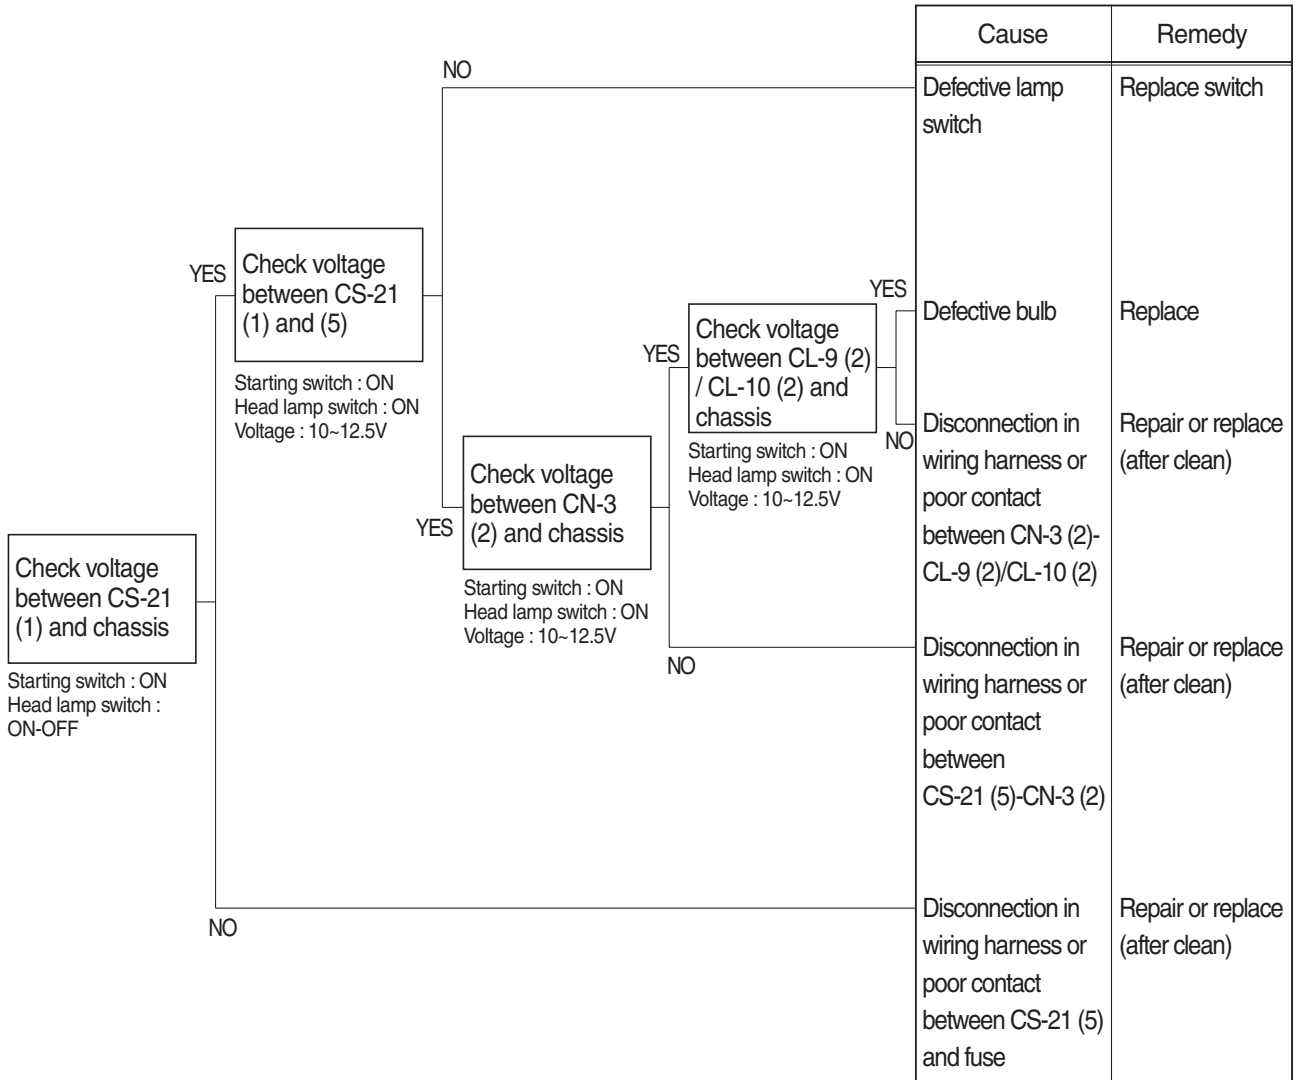 Cause
Remedy
NO
Defective lamp
switch
Replace switch
YES
Check voltage
between CS-21
(1) and (5)
Starting switch : ON
Head lamp switch : ON
Voltage : 10~12.5V
YES
Defective bulb
Replace
YES
Check voltage
between CL-9 (2)
/ CL-10 (2) and
chassis
Starting switch : ON
Head lamp switch : ON
Voltage : 10~12.5V
NO
Disconnection in
wiring harness or
poor contact
between CN-3 (2)-
CL-9 (2)/CL-10 (2)
Repair or replace
(after clean)
YES
Check voltage
between CN-3
(2) and chassis
Starting switch : ON
Head lamp switch : ON
Voltage : 10~12.5V
NO
Disconnection in
wiring harness or
poor contact
between
CS-21 (5)-CN-3 (2)
Repair or replace
(after clean)
Check voltage
between CS-21
(1) and chassis
Starting switch : ON
Head lamp switch :
ON-OFF
NO
Disconnection in
wiring harness or
poor contact
between CS-21 (5)
and fuse
Repair or replace
(after clean)